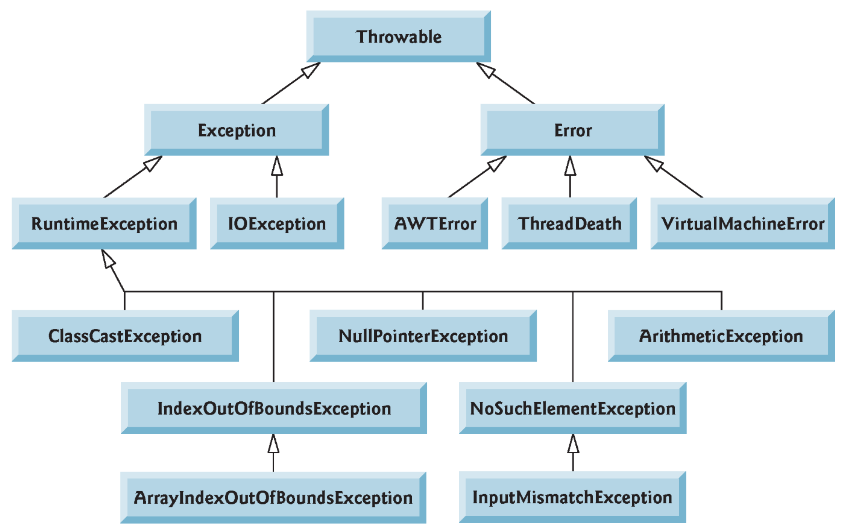 Throwable
Exception
Error
RuntimeException
IOException
AWTError
ThreadDeath
VirtualMachineError
ClassCastException
NullPointerException
ArithmeticException
IndexOutOfBoundsException
NoSuchElementException
ArrayIndexOutOfBoundsException
InputMismatchException